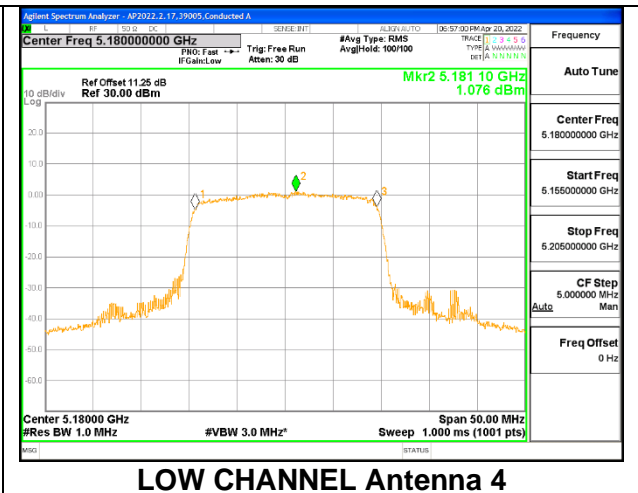 Agilent Spectrum Analyzer - AP2022.2.17,39005,Conducted A
L RF 50 Ω DC SENSE:INT ALIGN AUTO 06:57:00 PM Apr 20, 2022
Center Freq 5.180000000 GHz
PNO: Fast
IFGain:Low
Trig: Free Run
Atten: 30 dB
#Avg Type: RMS
Avg|Hold: 100/100
TRACE 1 2 3 4 5 6
TYPE A WWWWW
DET A N N N N N
Frequency
Auto Tune
Center Freq
5.180000000 GHz
Start Freq
5.155000000 GHz
Stop Freq
5.205000000 GHz
CF Step
5.000000 MHz
Auto Man
Freq Offset
0 Hz
Mkr2 5.181 10 GHz
1.076 dBm
Ref Offset 11.25 dB
10 dB/div Ref 30.00 dBm
Log
20.0
10.0
0.00
-10.0
-20.0
-30.0
-40.0
-50.0
-60.0
1
2
3
Center 5.18000 GHz Span 50.00 MHz
#Res BW 1.0 MHz #VBW 3.0 MHz* Sweep 1.000 ms (1001 pts)
MSG STATUS
LOW CHANNEL Antenna 4